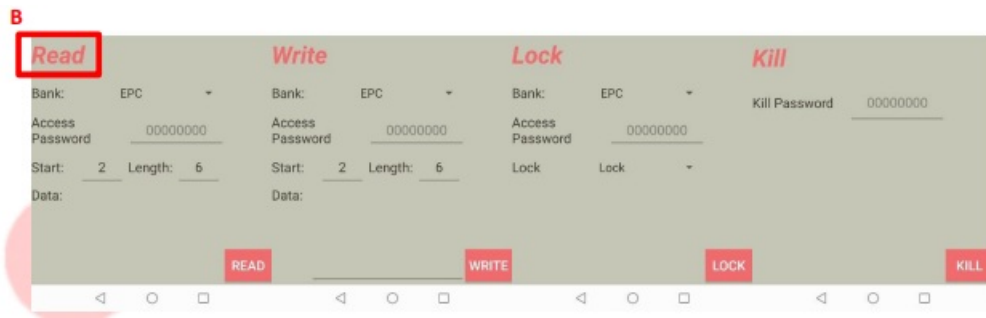 B
Read
Bank: EPC
Access
Password 00000000
Start: 2 Length: 6
Data:
READ
Write
Bank: EPC
Access
Password 00000000
Start: 2 Length: 6
Data:
WRITE
Lock
Bank: EPC
Access
Password 00000000
Lock Lock
LOCK
Kill
Kill Password 00000000
KILL